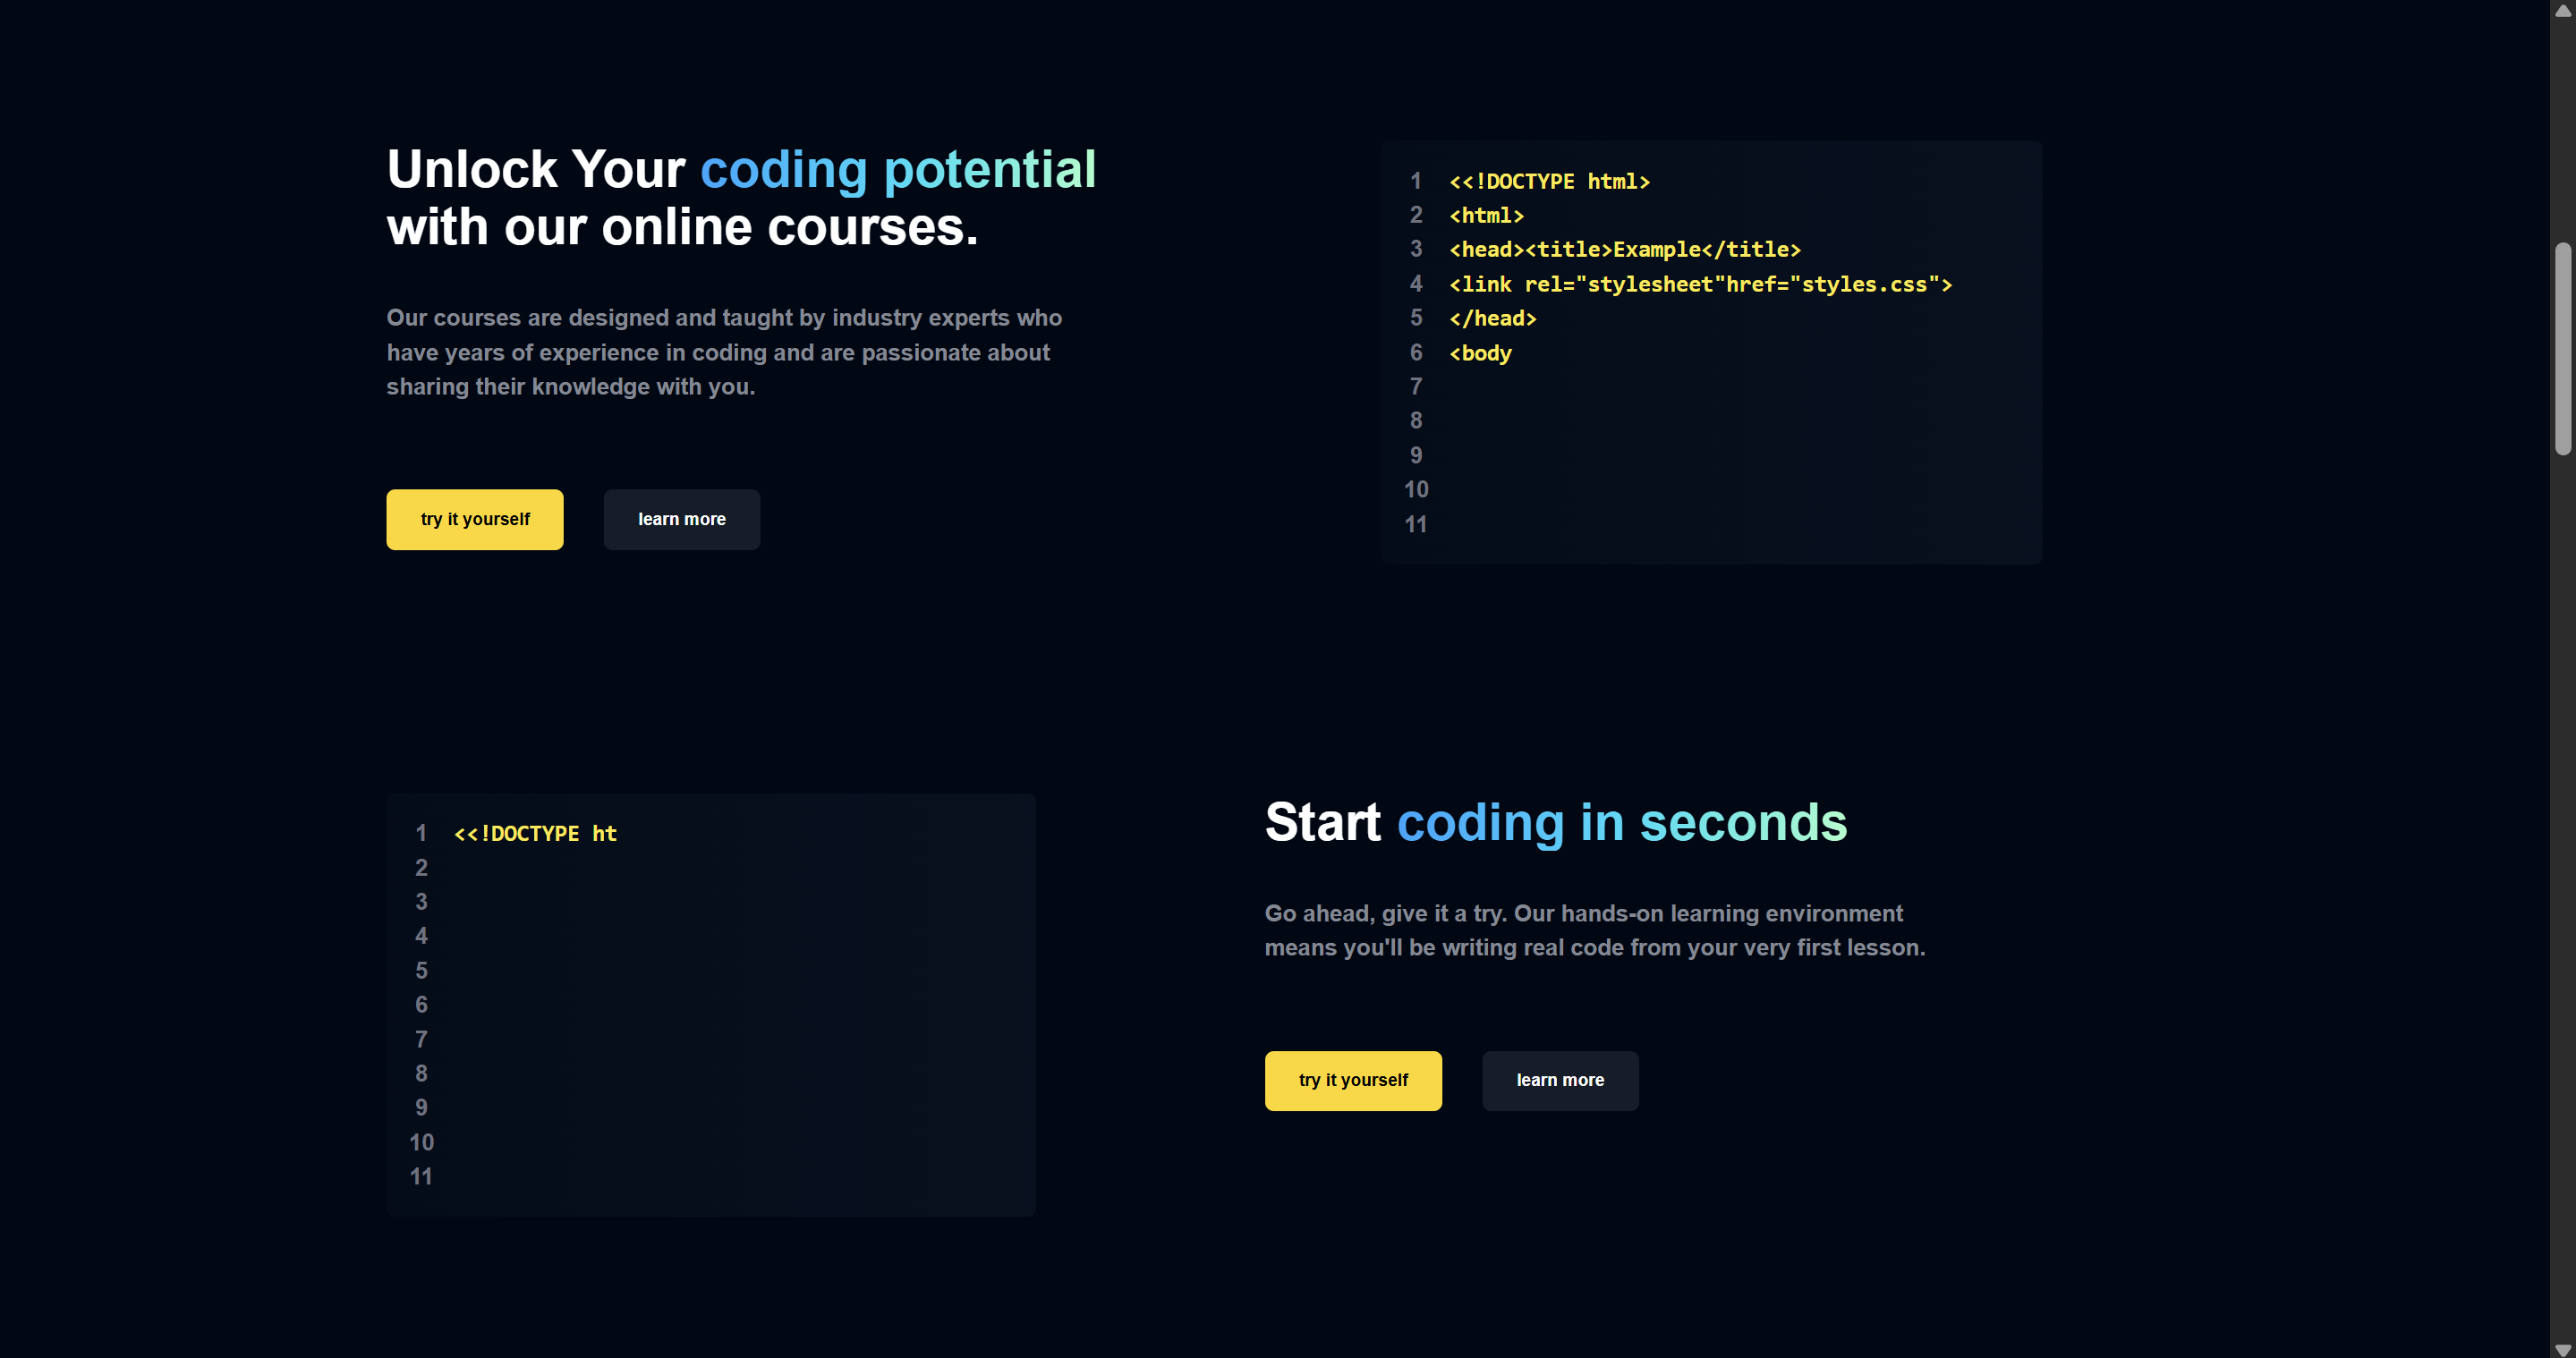 Unlock Your coding potential
with our online courses.
Our courses are designed and taught by industry experts who
have years of experience in coding and are passionate about
sharing their knowledge with you.
try it yourself
learn more
1 <<!DOCTYPE html>
2 <html>
3 <head><title>Example</title>
4 <link rel="stylesheet"href="styles.css">
5 </head>
6 <body
7
8
9
10
11
1 <<!DOCTYPE ht
2
3
4
5
6
7
8
9
10
11
Start coding in seconds
Go ahead, give it a try. Our hands-on learning environment
means you'll be writing real code from your very first lesson.
try it yourself
learn more